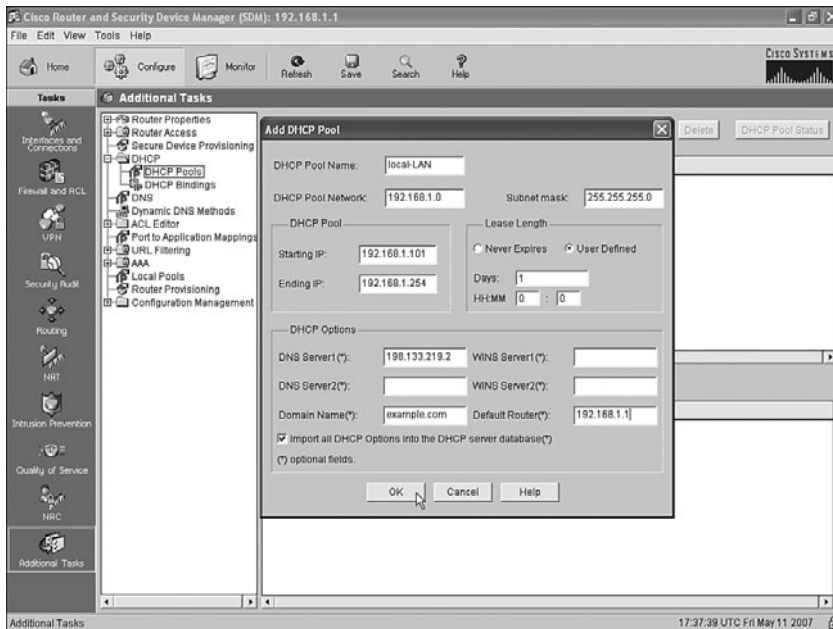 Cisco Router and Security Device Manager (SDM): 192.168.1.1
File Edit View Tools Help
Home Configure Monitor Refresh Save Search Help
CISCO SYSTEMS
Tasks
Additional Tasks
Interfaces and Connections
Firewall and ACL
VPN
Security Audit
Routing
NAT
Intrusion Prevention
Quality of Service
NAC
Additional Tasks
Router Properties
Router Access
Secure Device Provisioning
DHCP
DHCP Pools
DHCP Bindings
DNS
Dynamic DNS Methods
ACL Editor
Port to Application Mappings
URL Filtering
AAA
Local Pools
Router Provisioning
Configuration Management
Delete DHCP Pool Status
Add DHCP Pool
DHCP Pool Name: local-LAN
DHCP Pool Network: 192.168.1.0 Subnet mask: 255.255.255.0
DHCP Pool
Starting IP: 192.168.1.101
Ending IP: 192.168.1.254
Lease Length
Never Expires User Defined
Days: 1
HH:MM 0 : 0
DHCP Options
DNS Server1(*): 198.133.219.2 WINS Server1(*):
DNS Server2(*): WINS Server2(*):
Domain Name(*): example.com Default Router(*): 192.168.1.1
Import all DHCP Options into the DHCP server database(*)
(*) optional fields.
OK Cancel Help
Additional Tasks
17:37:39 UTC Fri May 11 2007